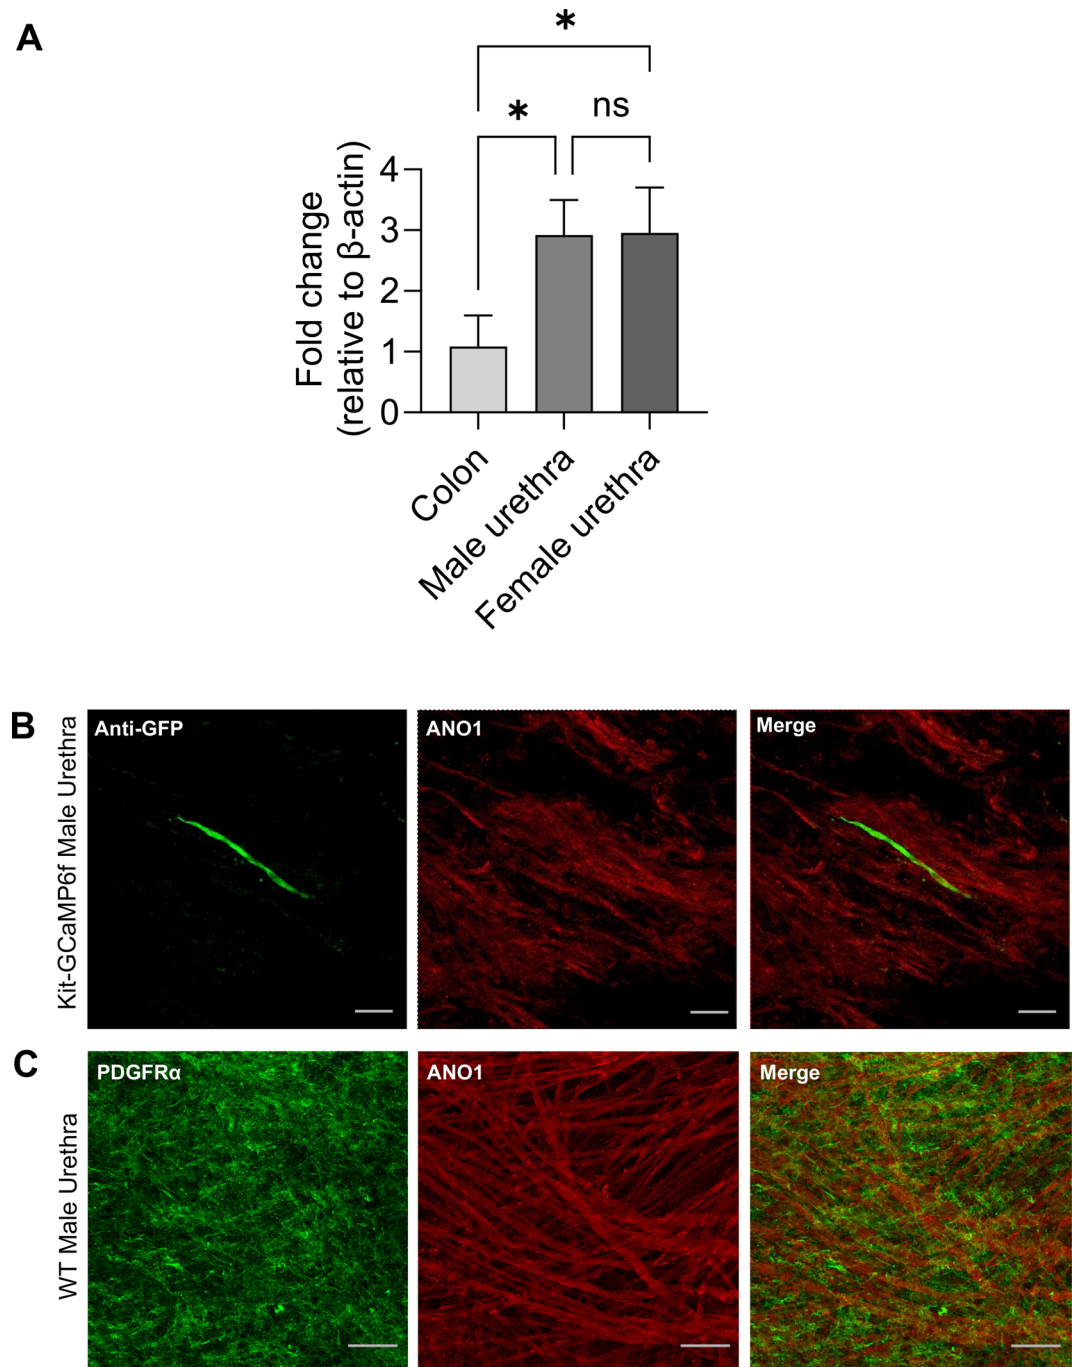 A
*
*
ns
Fold change
(relative to β-actin)
4
3
2
1
0
Colon
Male urethra
Female urethra
B
Kit-GCaMP6f Male Urethra
Anti-GFP
ANO1
Merge
C
WT Male Urethra
PDGFRα
ANO1
Merge